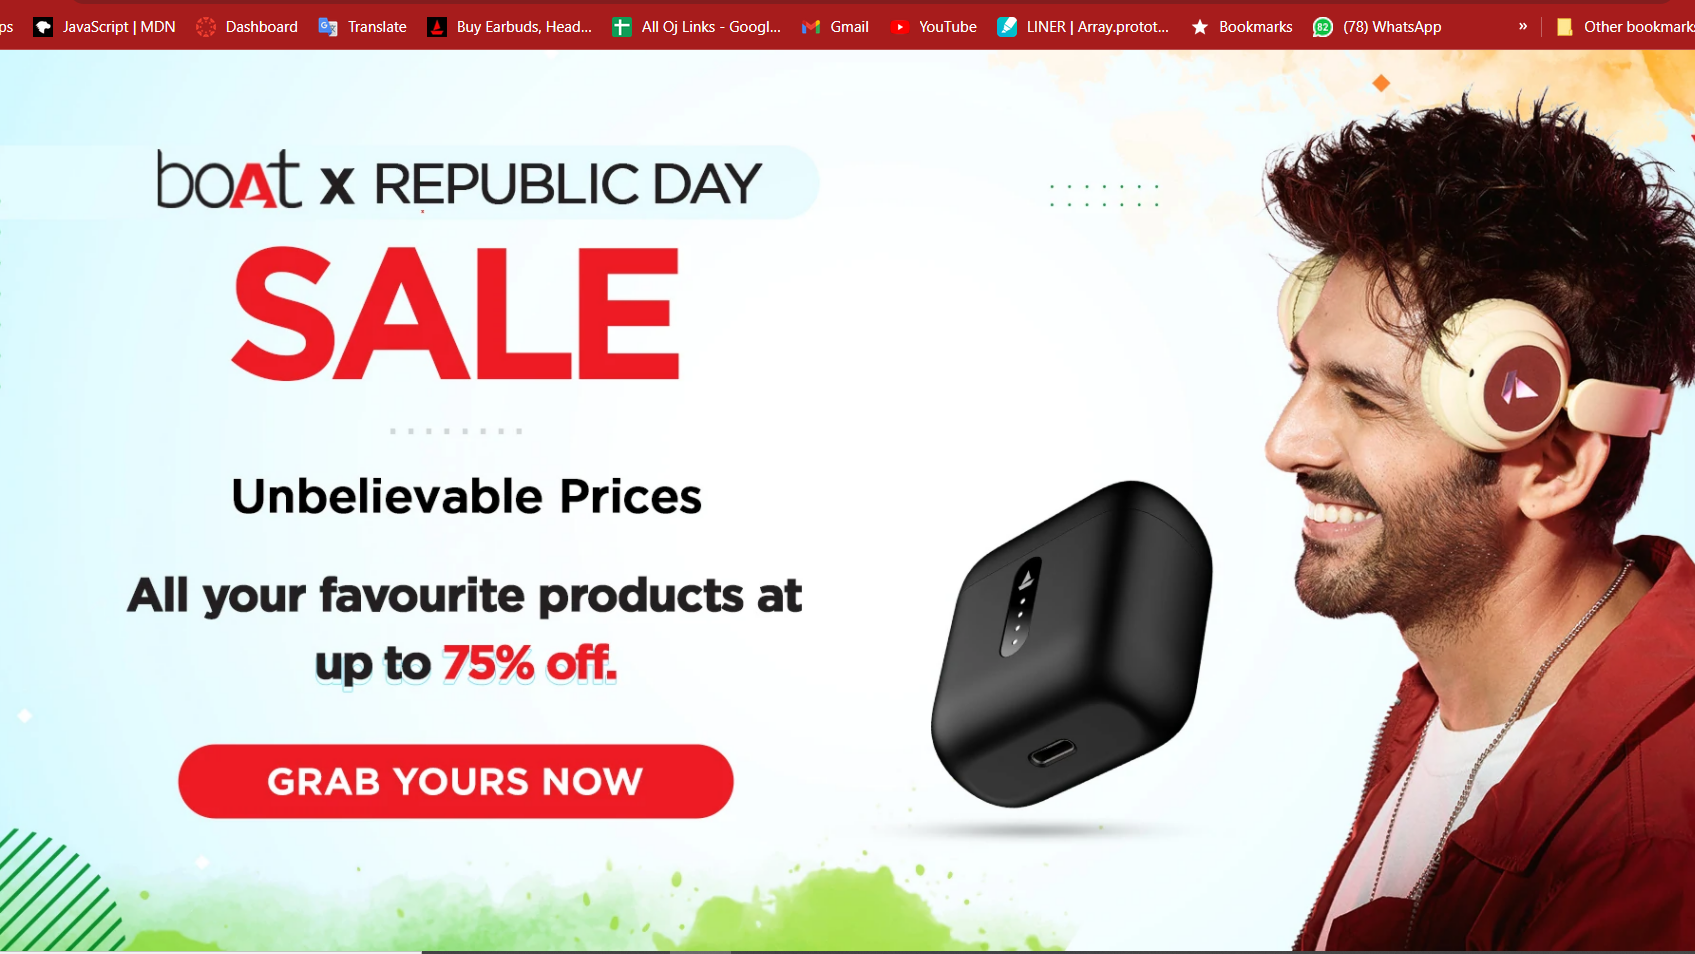 ps JavaScript | MDN Dashboard Translate Buy Earbuds, Head... All Oj Links - Googl... Gmail YouTube LINER | Array.protot... Bookmarks 82 (78) WhatsApp » Other bookmarks
boAt x REPUBLIC DAY
SALE
Unbelievable Prices
All your favourite products at
up to 75% off.
GRAB YOURS NOW